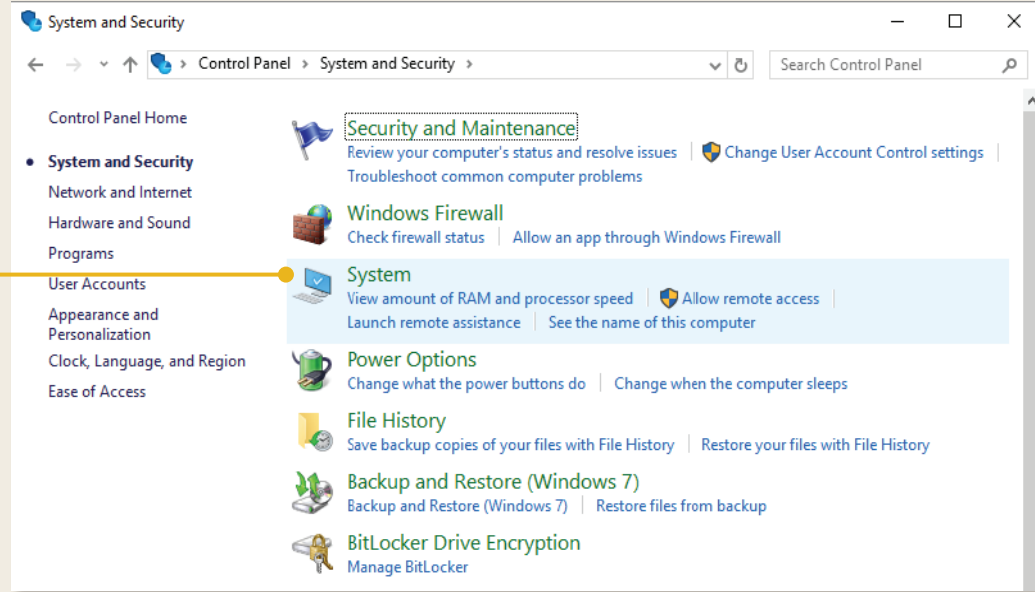 System and Security
Control Panel > System and Security >
Search Control Panel
Control Panel Home
System and Security
Network and Internet
Hardware and Sound
Programs
User Accounts
Appearance and
Personalization
Clock, Language, and Region
Ease of Access
Security and Maintenance
Review your computer's status and resolve issues | Change User Account Control settings |
Troubleshoot common computer problems
Windows Firewall
Check firewall status | Allow an app through Windows Firewall
System
View amount of RAM and processor speed | Allow remote access |
Launch remote assistance | See the name of this computer
Power Options
Change what the power buttons do | Change when the computer sleeps
File History
Save backup copies of your files with File History | Restore your files with File History
Backup and Restore (Windows 7)
Backup and Restore (Windows 7) | Restore files from backup
BitLocker Drive Encryption
Manage BitLocker